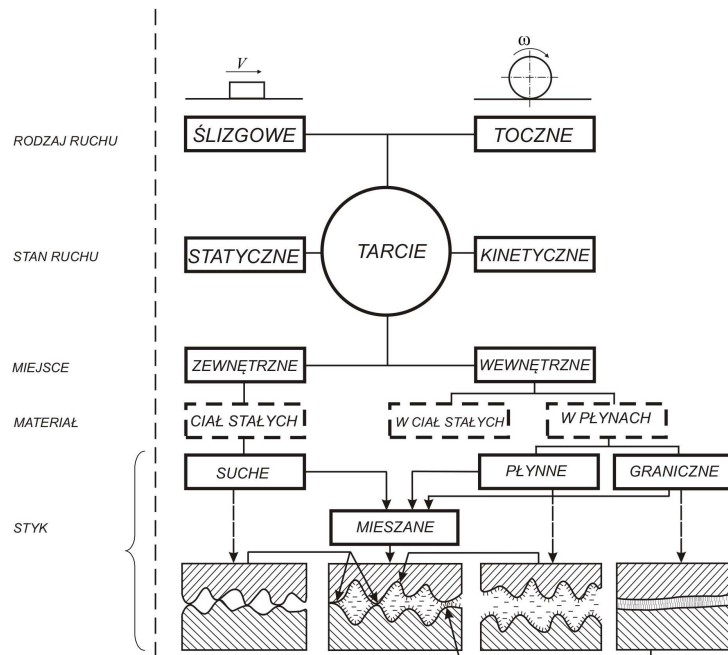 V
ω
RODZAJ RUCHU
ŚLIZGOWE
TOCZNE
STAN RUCHU
STATYCZNE
TARCIE
KINETYCZNE
MIEJSCE
ZEWNĘTRZNE
WEWNĘTRZNE
MATERIAŁ
CIAŁ STAŁYCH
W CIAŁ STAŁYCH
W PŁYNACH
SUCHE
PŁYNNE
GRANICZNE
STYK
MIESZANE